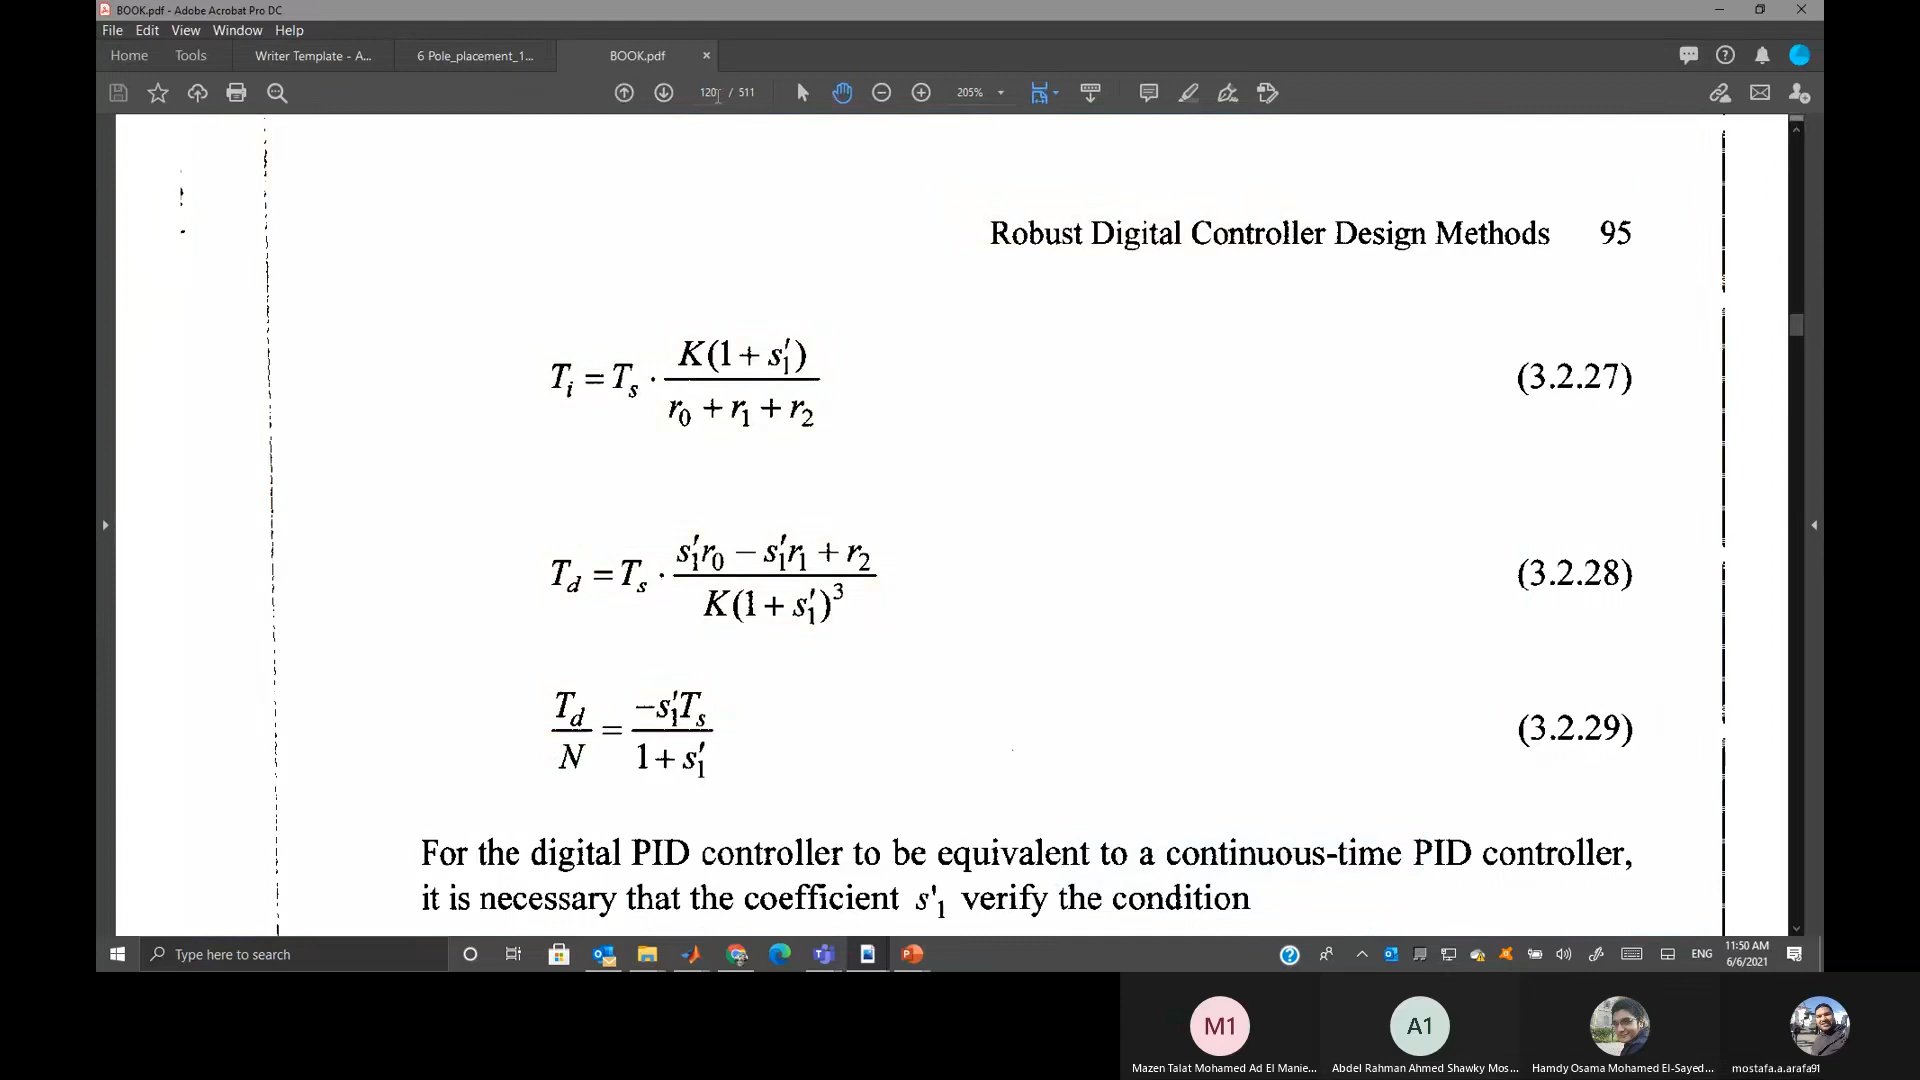 BOOK.pdf - Adobe Acrobat Pro DC
File Edit View Window Help
Home Tools Writer Template - A... 6 Pole_placement_1... BOOK.pdf ×
120 / 511 205%
Robust Digital Controller Design Methods 95
T_i = T_s · K(1 + s'_1) / (r_0 + r_1 + r_2) (3.2.27)
T_d = T_s · (s'_1 r_0 − s'_1 r_1 + r_2) / K(1 + s'_1)^3 (3.2.28)
T_d / N = −s'_1 T_s / (1 + s'_1) (3.2.29)
For the digital PID controller to be equivalent to a continuous-time PID controller,
it is necessary that the coefficient s'_1 verify the condition
Type here to search
ENG 11:50 AM
6/6/2021
M1 A1
Mazen Talat Mohamed Ad El Manie... Abdel Rahman Ahmed Shawky Mos... Hamdy Osama Mohamed El-Sayed... mostafa.a.arafa91